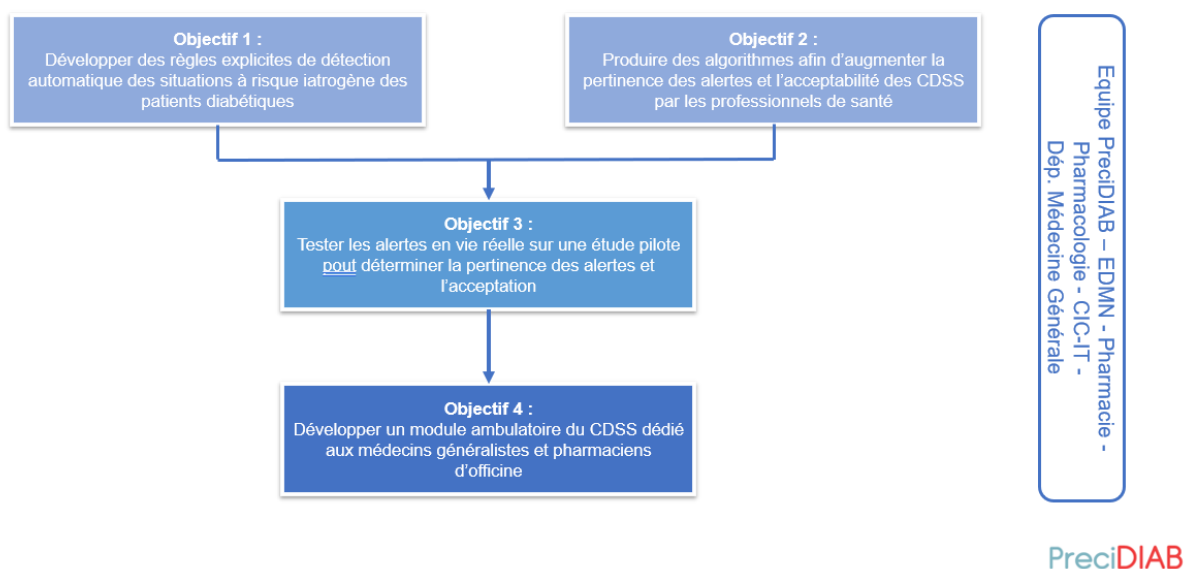 Objectif 1 :
Développer des règles explicites de détection
automatique des situations à risque iatrogène des
patients diabétiques
Objectif 2 :
Produire des algorithmes afin d’augmenter la
pertinence des alertes et l’acceptabilité des CDSS
par les professionnels de santé
Objectif 3 :
Tester les alertes en vie réelle sur une étude pilote
pout déterminer la pertinence des alertes et
l’acceptation
Objectif 4 :
Développer un module ambulatoire du CDSS dédié
aux médecins généralistes et pharmaciens
d’officine
Equipe PreciDIAB – EDMN - Pharmacie -
Pharmacologie - CIC-IT -
Dép. Médecine Générale
PreciDIAB